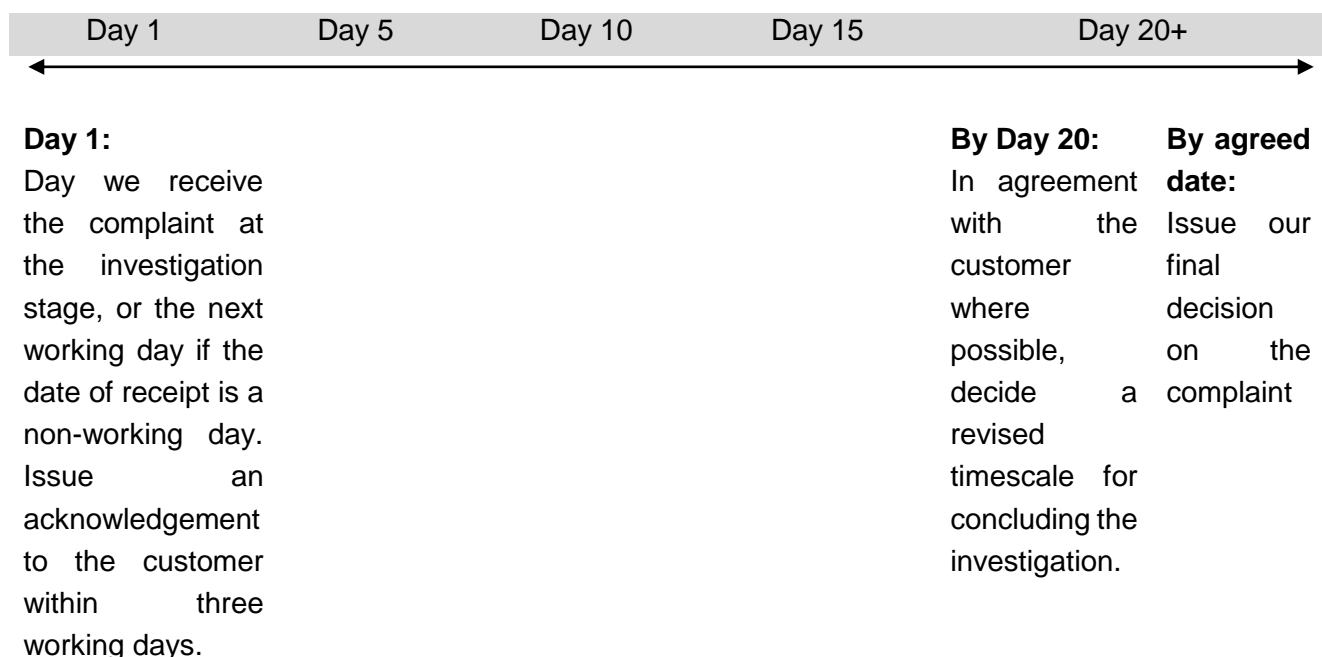 Day 1 Day 5 Day 10 Day 15 Day 20+
Day 1:
Day we receive
the complaint at
the investigation
stage, or the next
working day if the
date of receipt is a
non-working day.
Issue an
acknowledgement
to the customer
within three
working days.
By Day 20:
In agreement
with the
customer
where
possible,
decide a
revised
timescale for
concluding the
investigation.
By agreed
date:
Issue our
final
decision
on the
complaint